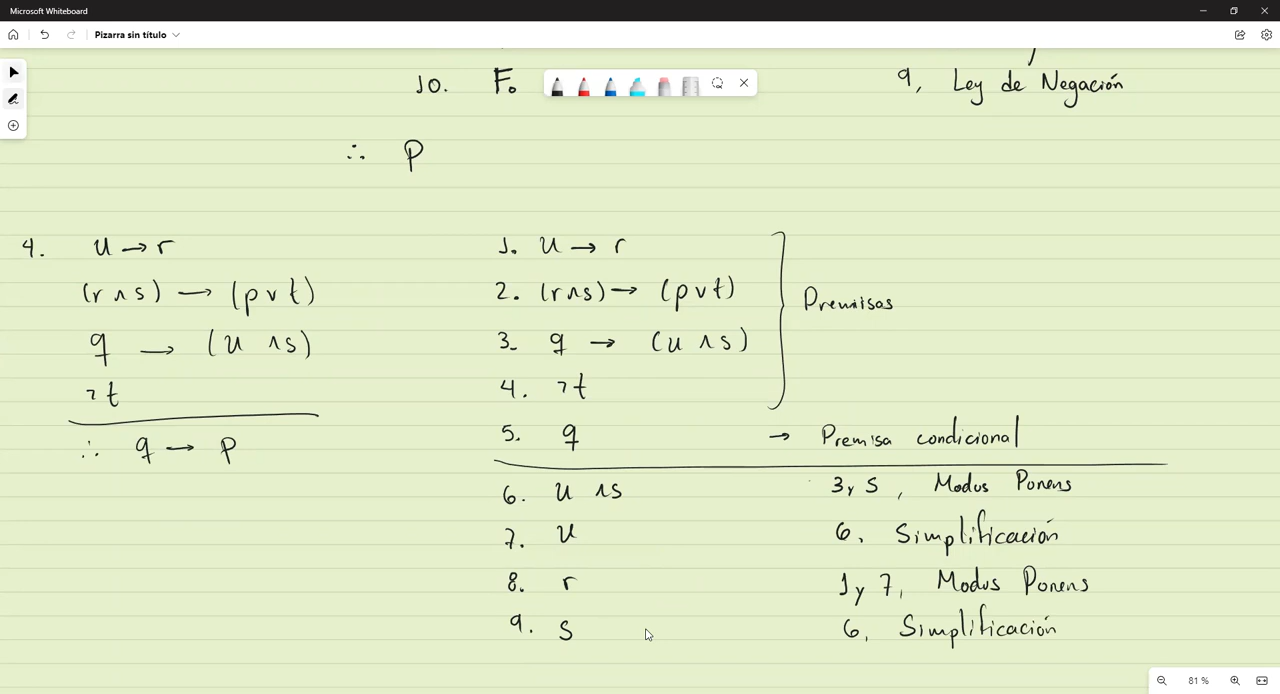 Microsoft Whiteboard
Pizarra sin título
10. F₀ 9, Ley de Negación
∴ P
4. u → r
(r ∧ s) → (p ∨ t)
q → (u ∧ s)
¬t
∴ q → p
1. u → r
2. (r ∧ s) → (p ∨ t)
3. q → (u ∧ s)
4. ¬t
Premisas
5. q → Premisa condicional
6. u ∧ s 3 y 5, Modus Ponens
7. u 6, Simplificación
8. r 1 y 7, Modus Ponens
9. s 6, Simplificación
81 %